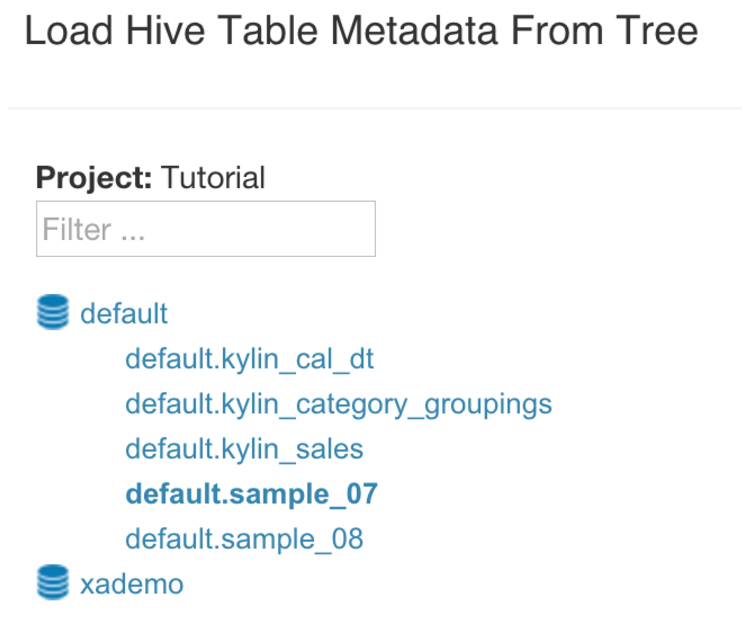 Load Hive Table Metadata From Tree
Project: Tutorial
Filter ...
default
default.kylin_cal_dt
default.kylin_category_groupings
default.kylin_sales
default.sample_07
default.sample_08
xademo